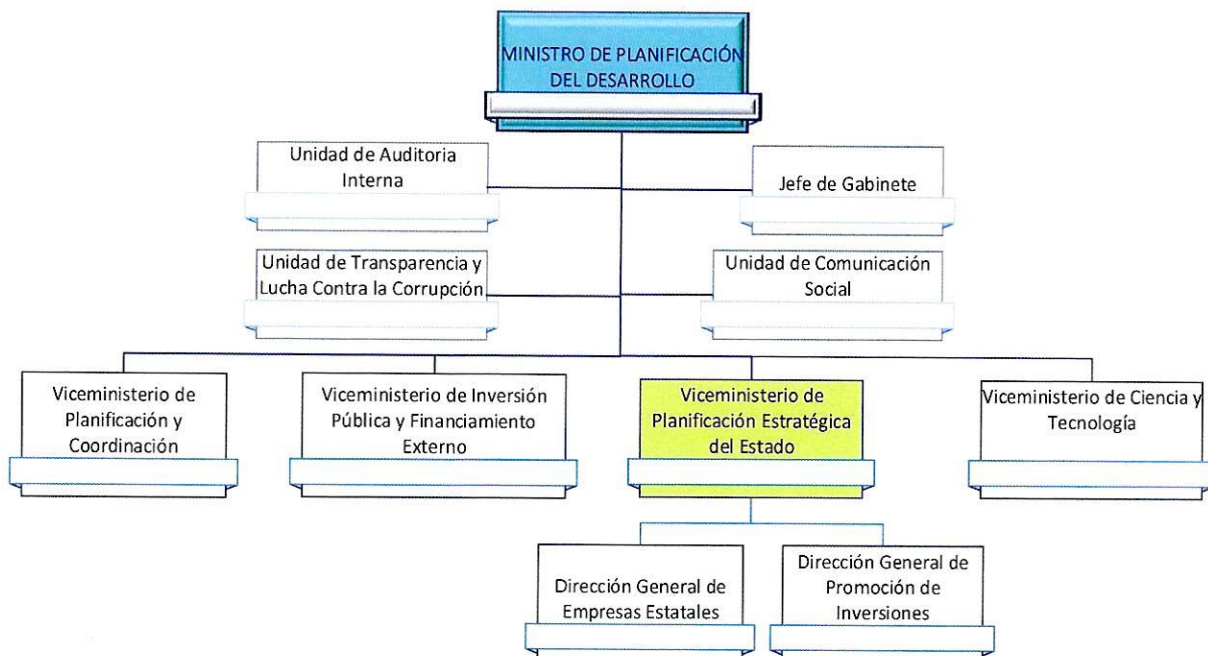 MINISTRO DE PLANIFICACIÓN
DEL DESARROLLO
Unidad de Auditoria
Interna
Jefe de Gabinete
Unidad de Transparencia y
Lucha Contra la Corrupción
Unidad de Comunicación
Social
Viceministerio de
Planificación y
Coordinación
Viceministerio de Inversión
Pública y Financiamiento
Externo
Viceministerio de
Planificación Estratégica
del Estado
Viceministerio de Ciencia y
Tecnología
Dirección General de
Empresas Estatales
Dirección General de
Promoción de
Inversiones